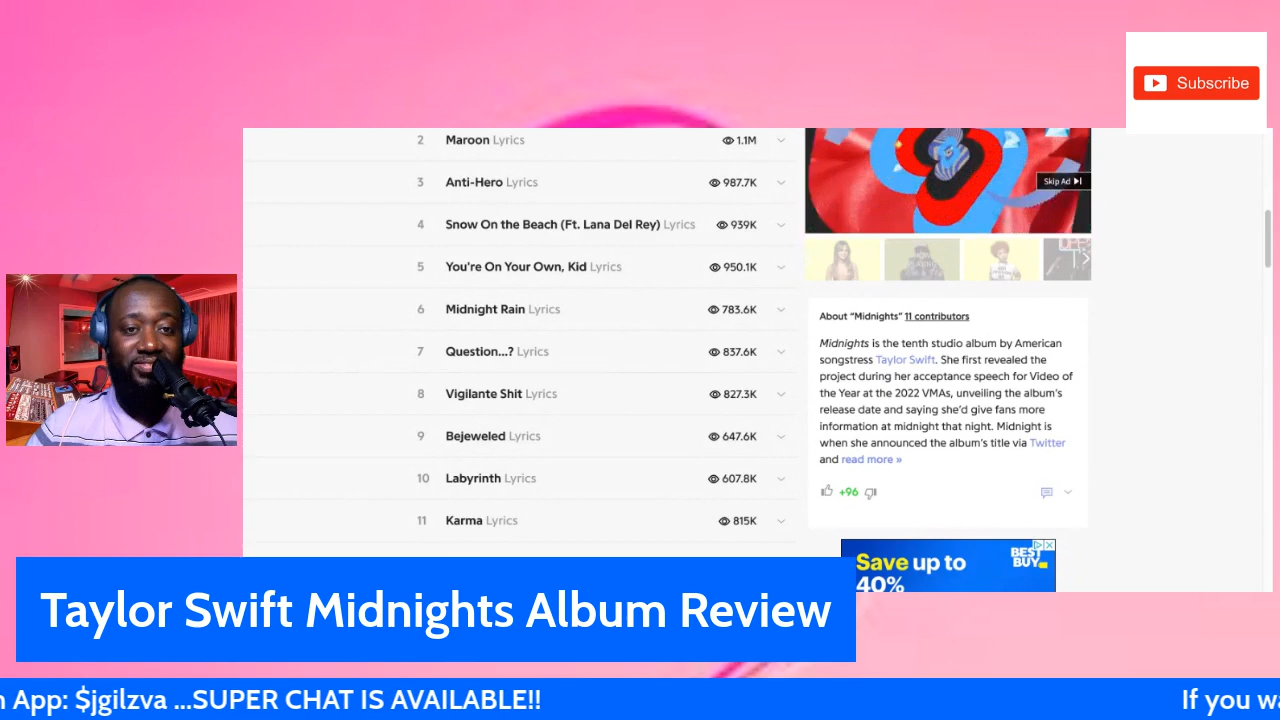 Subscribe
2 Maroon Lyrics 1.1M
3 Anti-Hero Lyrics 987.7K
4 Snow On the Beach (Ft. Lana Del Rey) Lyrics 939K
5 You're On Your Own, Kid Lyrics 950.1K
6 Midnight Rain Lyrics 783.6K
7 Question...? Lyrics 837.6K
8 Vigilante Shit Lyrics 827.3K
9 Bejeweled Lyrics 647.6K
10 Labyrinth Lyrics 607.8K
11 Karma Lyrics 815K
Skip Ad
About “Midnights” 11 contributors
Midnights is the tenth studio album by American
songstress Taylor Swift. She first revealed the
project during her acceptance speech for Video of
the Year at the 2022 VMAs, unveiling the album’s
release date and saying she’d give fans more
information at midnight that night. Midnight is
when she announced the album’s title via Twitter
and read more »
+96
Save up to
40%
BEST
BUY
Taylor Swift Midnights Album Review
App: $jgilzva ...SUPER CHAT IS AVAILABLE!!
If you